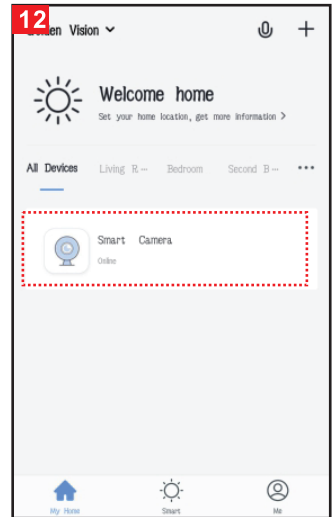 12
Vision
Welcome home
Set your home location, get more information >
All Devices Living R… Bedroom Second B… •••
Smart Camera
Online
My Home Smart Me